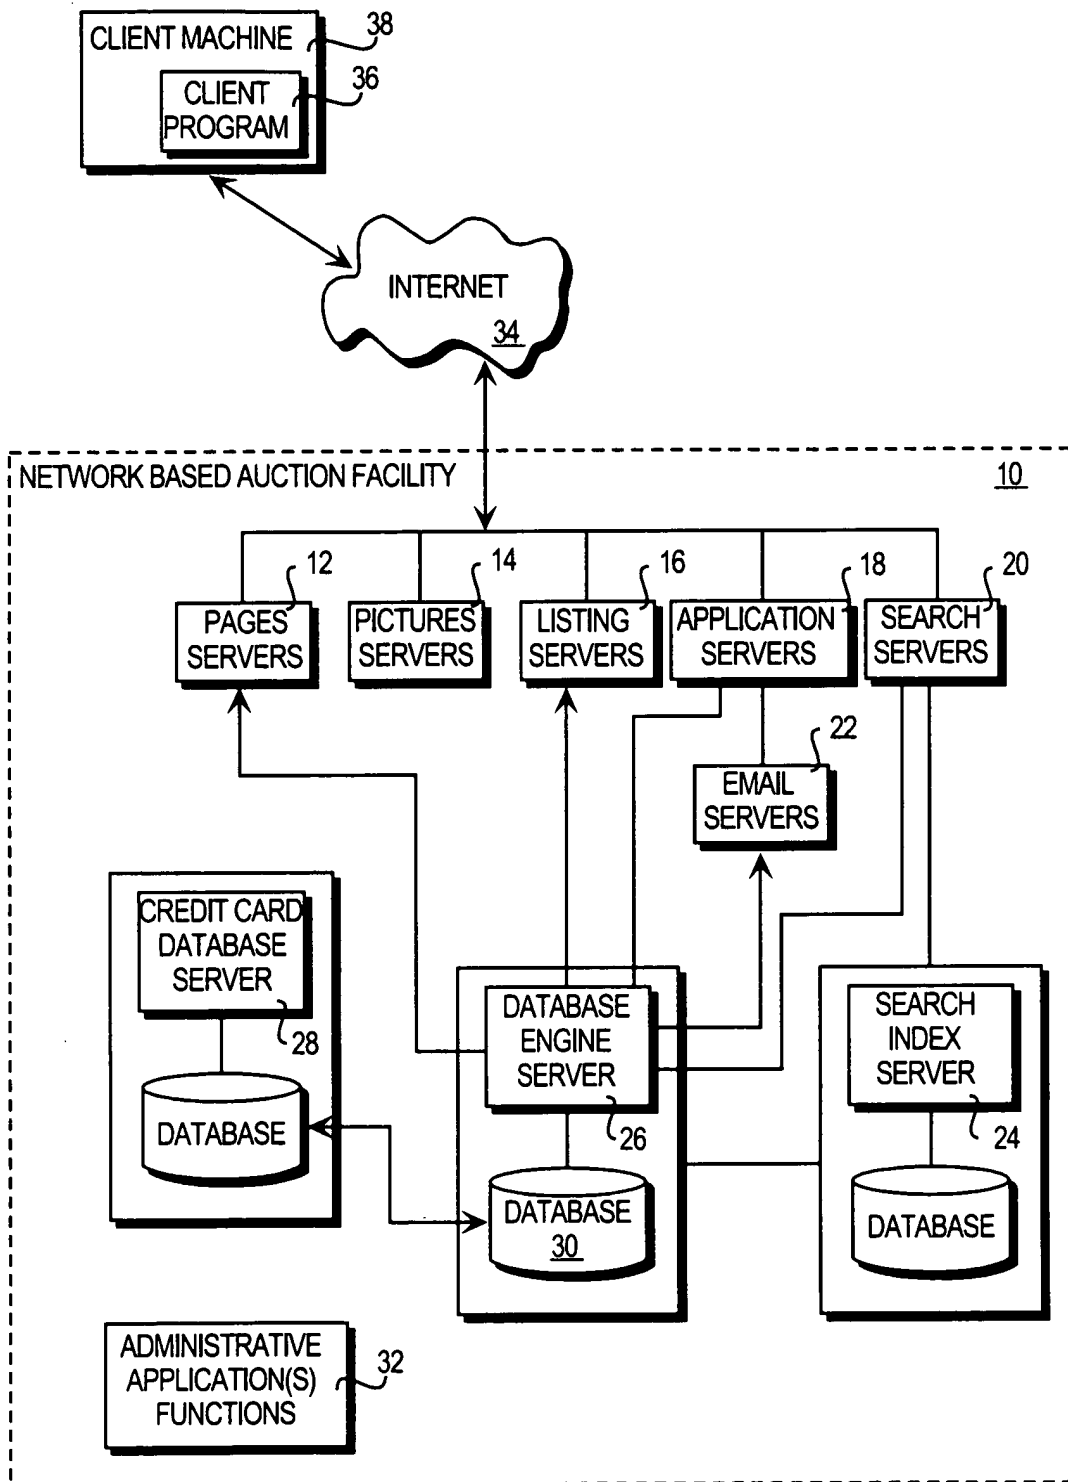 CLIENT MACHINE
38
CLIENT
PROGRAM
36
INTERNET
34
NETWORK BASED AUCTION FACILITY
10
12
14
16
18
20
PAGES
SERVERS
PICTURES
SERVERS
LISTING
SERVERS
APPLICATION
SERVERS
SEARCH
SERVERS
22
EMAIL
SERVERS
CREDIT CARD
DATABASE
SERVER
28
DATABASE
DATABASE
ENGINE
SERVER
26
DATABASE
30
SEARCH
INDEX
SERVER
24
DATABASE
ADMINISTRATIVE
APPLICATION(S)
FUNCTIONS
32